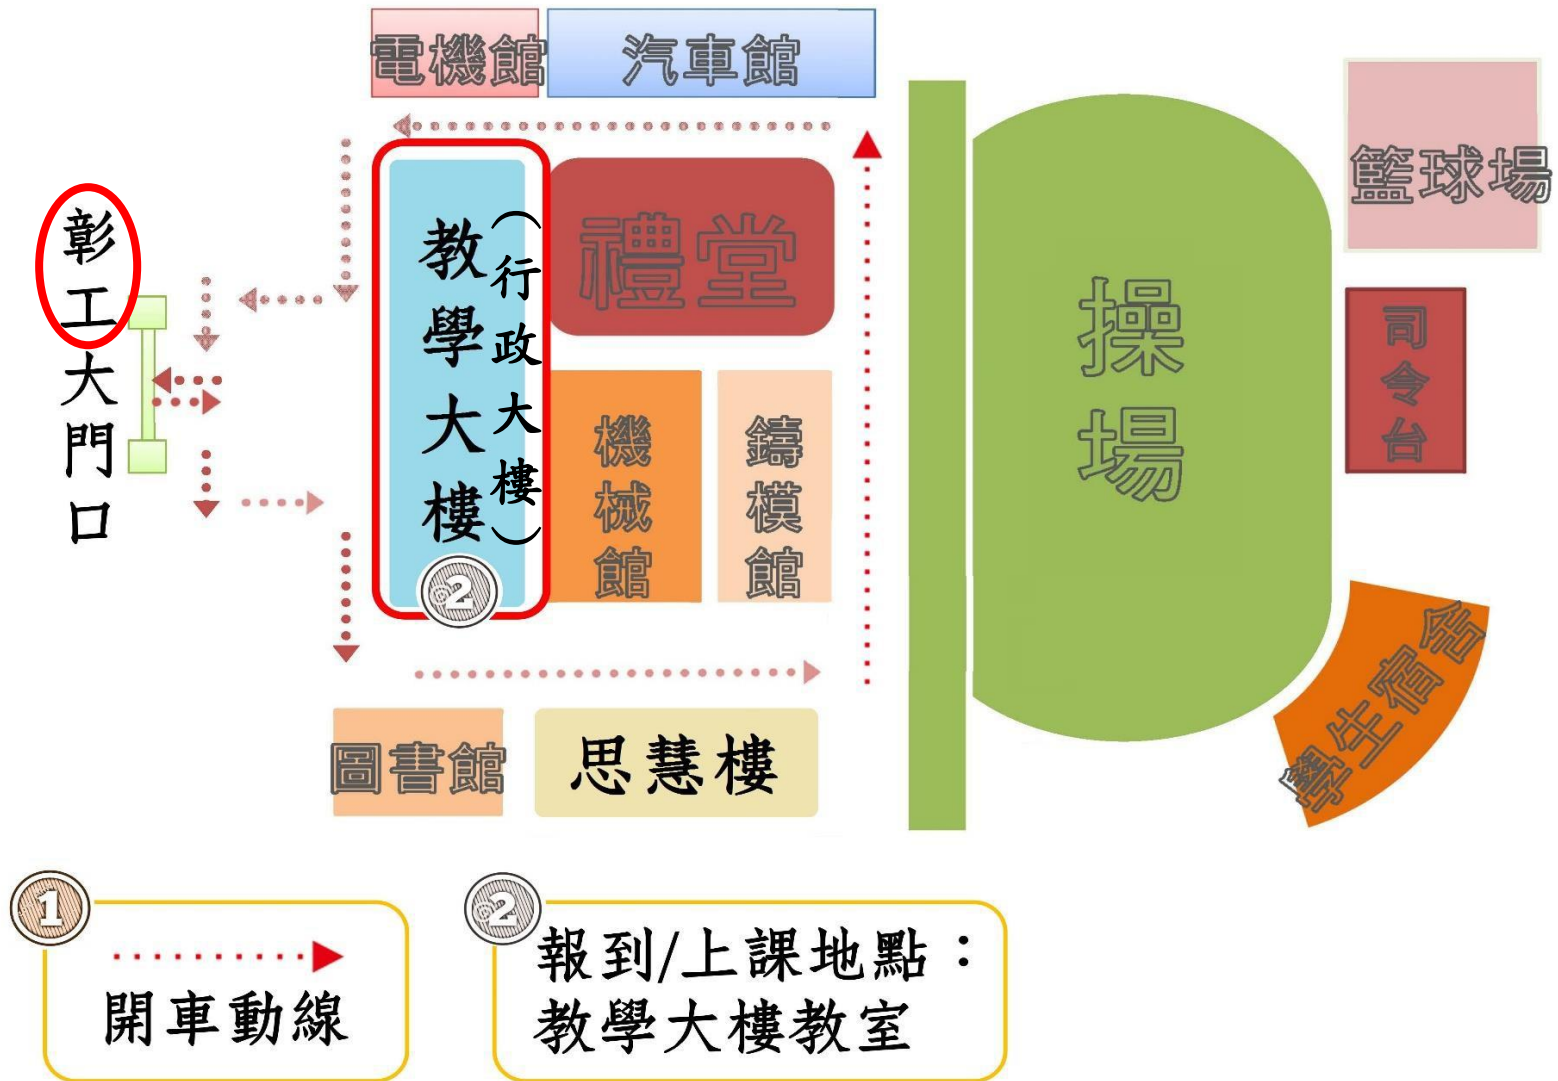 電機館
汽車館
籃球場
彰工大門口
教學大樓
（行政大樓）
禮堂
操場
司令台
機械館
鑄模館
2
學生宿舍
圖書館
思慧樓
1
開車動線
2
報到/上課地點：
教學大樓教室